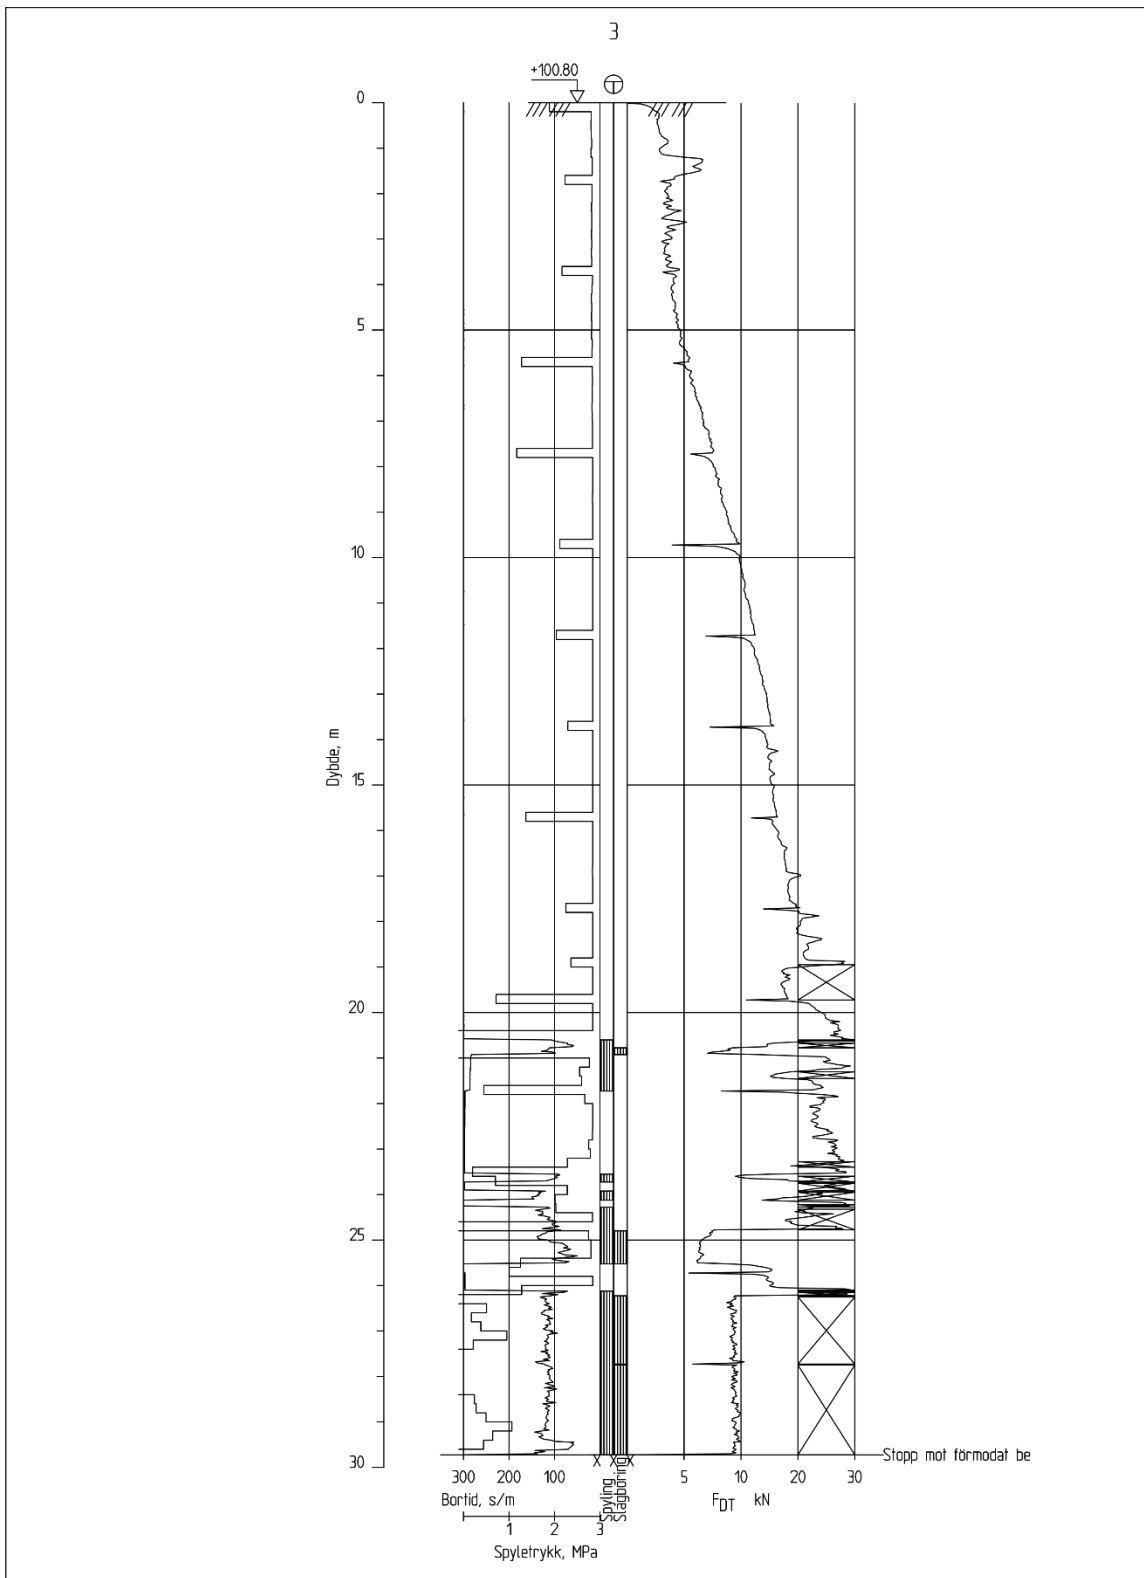 3
+100.80
0
5
10
15
20
25
30
Dybde, m
Stopp mot förmodat be
300 200 100
Bortid, s/m
1 2 3
Spyletrykk, MPa
Spyling
Slagboring
5 10 20 30
FDT kN